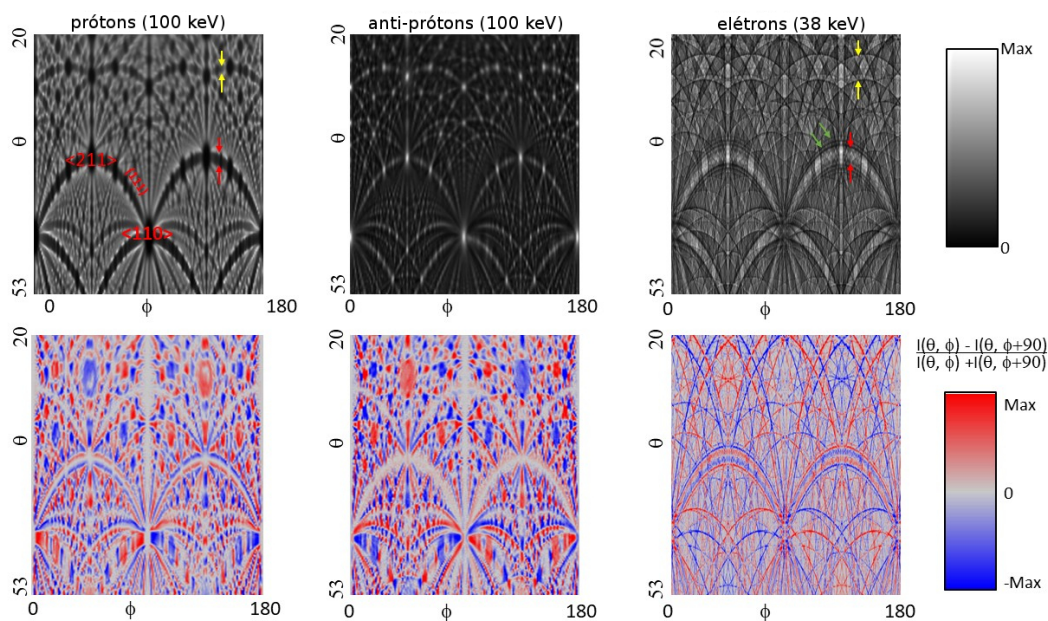 prótons (100 keV)
anti-prótons (100 keV)
elétrons (38 keV)
20
θ
53
<211>
<110>
0 ϕ 180
20
θ
53
0 ϕ 180
20
θ
53
0 ϕ 180
Max
0
20
θ
53
0 ϕ 180
20
θ
53
0 ϕ 180
20
θ
53
0 ϕ 180
I(θ, ϕ) - I(θ, ϕ+90)
I(θ, ϕ) +I(θ, ϕ+90)
Max
0
-Max